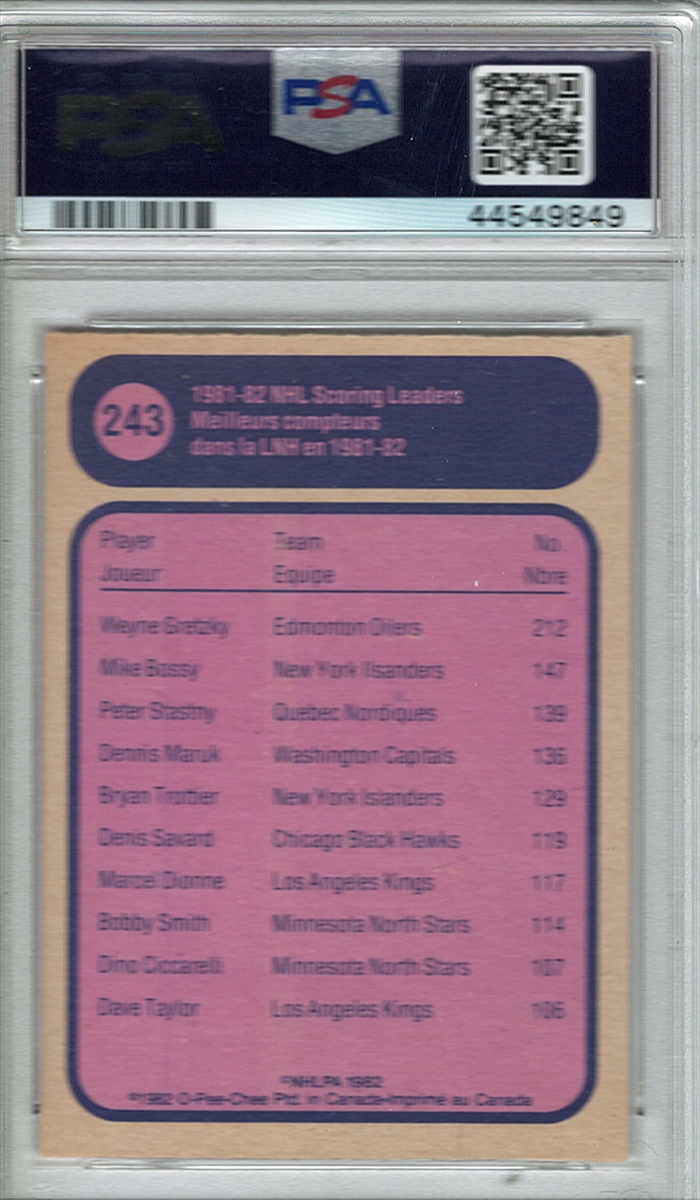 PSA
PSA
44549849
243
1981-82 NHL Scoring Leaders
Meilleurs compteurs
dans la LNH en 1981-82
Player Team No.
Joueur Equipe Nbre
Wayne Gretzky Edmonton Oilers 212
Mike Bossy New York Ilsanders 147
Peter Stastny Quebec Nordiques 139
Dennis Maruk Washington Capitals 136
Bryan Trottier New York Islanders 129
Denis Savard Chicago Black Hawks 119
Marcel Dionne Los Angeles Kings 117
Bobby Smith Minnesota North Stars 114
Dino Ciccarelli Minnesota North Stars 107
Dave Taylor Los Angeles Kings 106
©NHLPA 1982
©1982 O-Pee-Chee Ptd. in Canada-Imprimé au Canada